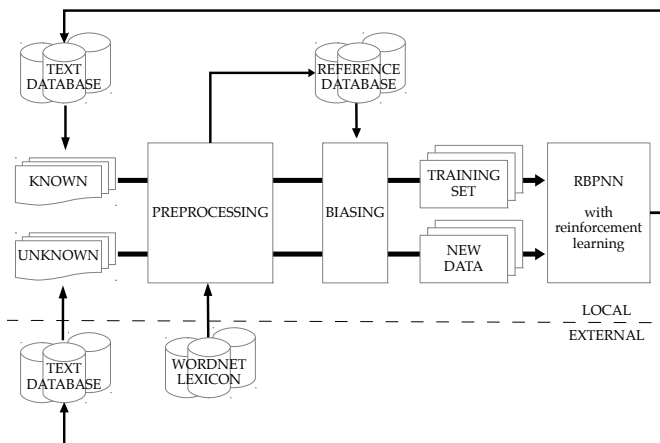 TEXT
DATABASE
REFERENCE
DATABASE
KNOWN
PREPROCESSING
BIASING
TRAINING
SET
RBPNN
with
reinforcement
learning
UNKNOWN
NEW
DATA
LOCAL
EXTERNAL
TEXT
DATABASE
WORDNET
LEXICON